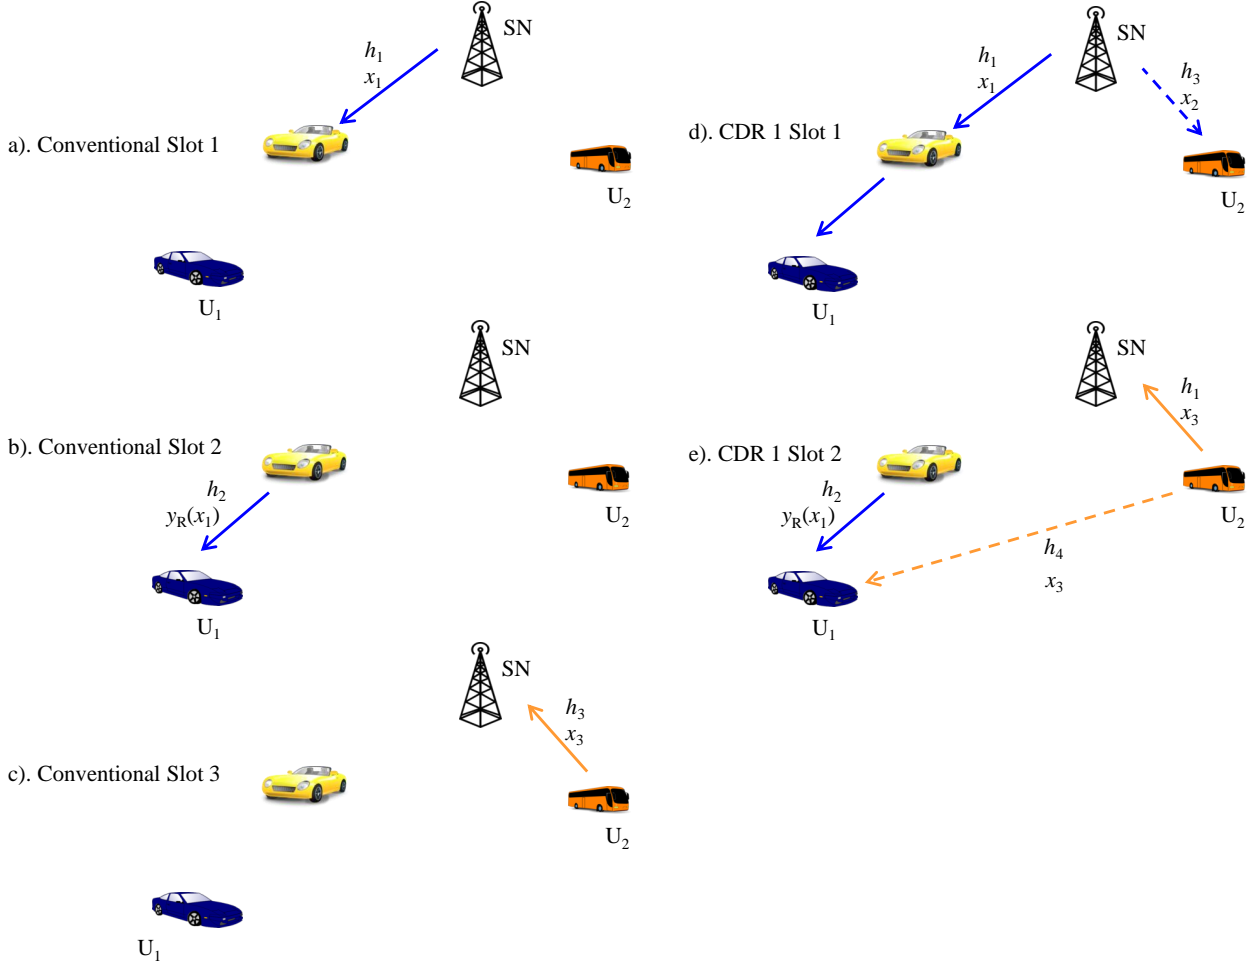 SN
h1
x1
a). Conventional Slot 1
U2
U1
SN
b). Conventional Slot 2
h2
yR(x1)
U2
U1
SN
h3
x3
c). Conventional Slot 3
U2
U1
SN
h1
x1
h3
x2
d). CDR 1 Slot 1
U2
U1
SN
h1
x3
e). CDR 1 Slot 2
h2
yR(x1)
U2
h4
x3
U1